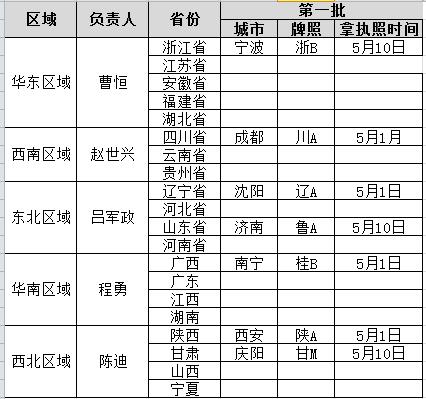 区域 负责人 省份 第一批
城市 牌照 拿执照时间
华东区域 曹恒 浙江省 宁波 浙B 5月10日
江苏省
安徽省
福建省
湖北省
西南区域 赵世兴 四川省 成都 川A 5月1月
云南省
贵州省
东北区域 吕军政 辽宁省 沈阳 辽A 5月1日
河北省
山东省 济南 鲁A 5月10日
河南省
华南区域 程勇 广西 南宁 桂B 5月1日
广东
江西
湖南
西北区域 陈迪 陕西 西安 陕A 5月1日
甘肃 庆阳 甘M 5月10日
山西
宁夏